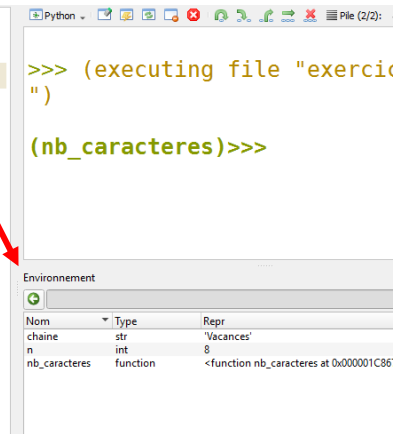 Python
Pile (2/2):
>>> (executing file "exercic
")
(nb_caracteres)>>>
Environnement
Nom Type Repr
chaine str 'Vacances'
n int 8
nb_caracteres function <function nb_caracteres at 0x000001C867